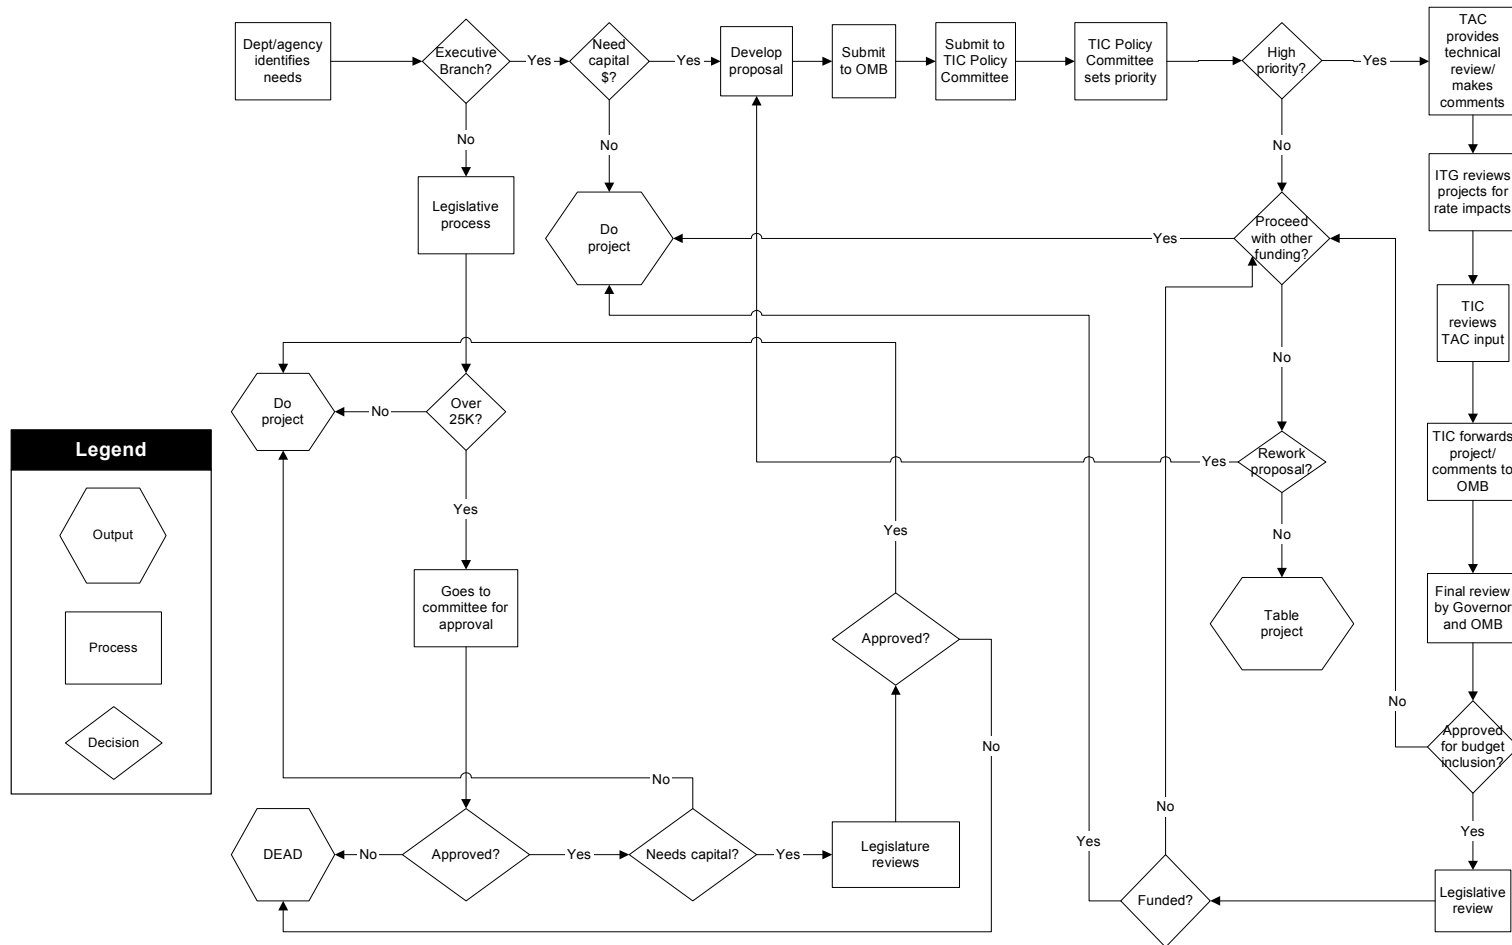 Dept/agency
identifies
needs
Executive
Branch?
Yes
Need
capital
$?
Yes
Develop
proposal
Submit
to OMB
Submit to
TIC Policy
Committee
TIC Policy
Committee
sets priority
High
priority?
Yes
TAC
provides
technical
review/
makes
comments
No
No
No
Legislative
process
Do
project
Yes
Proceed
with other
funding?
ITG reviews
projects for
rate impacts
TIC
reviews
TAC input
No
Do
project
No
Over
25K?
Yes
Rework
proposal?
TIC forwards
project/
comments to
OMB
Legend
Output
Process
Decision
Yes
Yes
No
Goes to
committee for
approval
Approved?
Table
project
Final review
by Governor
and OMB
No
No
Approved
for budget
inclusion?
No
No
Yes
Yes
DEAD
No
Approved?
Yes
Needs capital?
Yes
Legislature
reviews
Funded?
Legislative
review